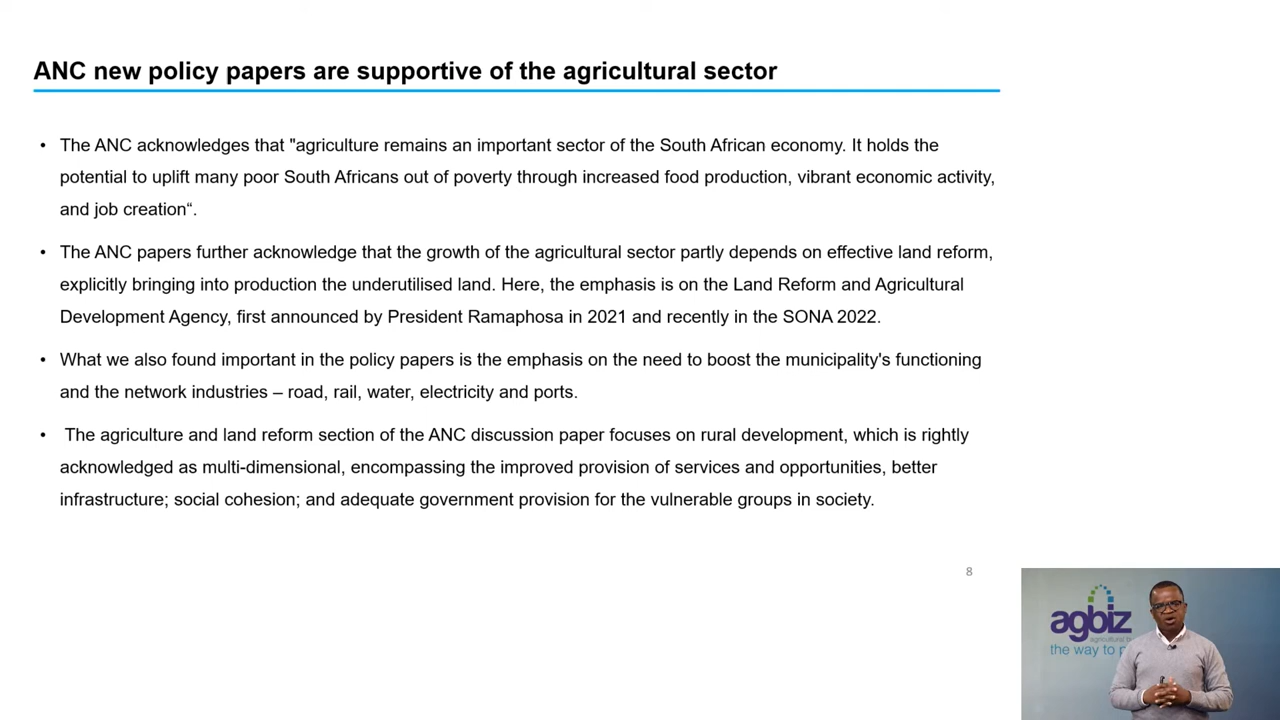 ANC new policy papers are supportive of the agricultural sector
• The ANC acknowledges that "agriculture remains an important sector of the South African economy. It holds the
potential to uplift many poor South Africans out of poverty through increased food production, vibrant economic activity,
and job creation“.
• The ANC papers further acknowledge that the growth of the agricultural sector partly depends on effective land reform,
explicitly bringing into production the underutilised land. Here, the emphasis is on the Land Reform and Agricultural
Development Agency, first announced by President Ramaphosa in 2021 and recently in the SONA 2022.
• What we also found important in the policy papers is the emphasis on the need to boost the municipality's functioning
and the network industries – road, rail, water, electricity and ports.
• The agriculture and land reform section of the ANC discussion paper focuses on rural development, which is rightly
acknowledged as multi-dimensional, encompassing the improved provision of services and opportunities, better
infrastructure; social cohesion; and adequate government provision for the vulnerable groups in society.
8
agbiz
agricultural
the way to